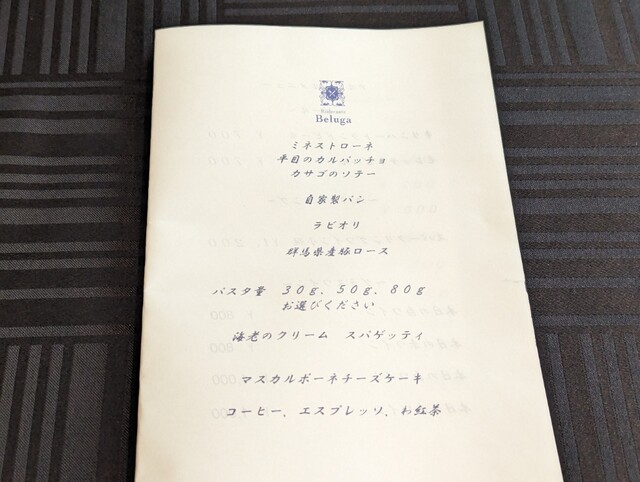 Ristorante
Beluga
ミネストローネ
平目のカルパッチョ
カサゴのソテー
自家製パン
ラビオリ
群馬県産豚ロース
パスタ量　30g、50g、80g
お選びください
海老のクリーム　スパゲッティ
マスカルポーネチーズケーキ
コーヒー、エスプレッソ、わ紅茶